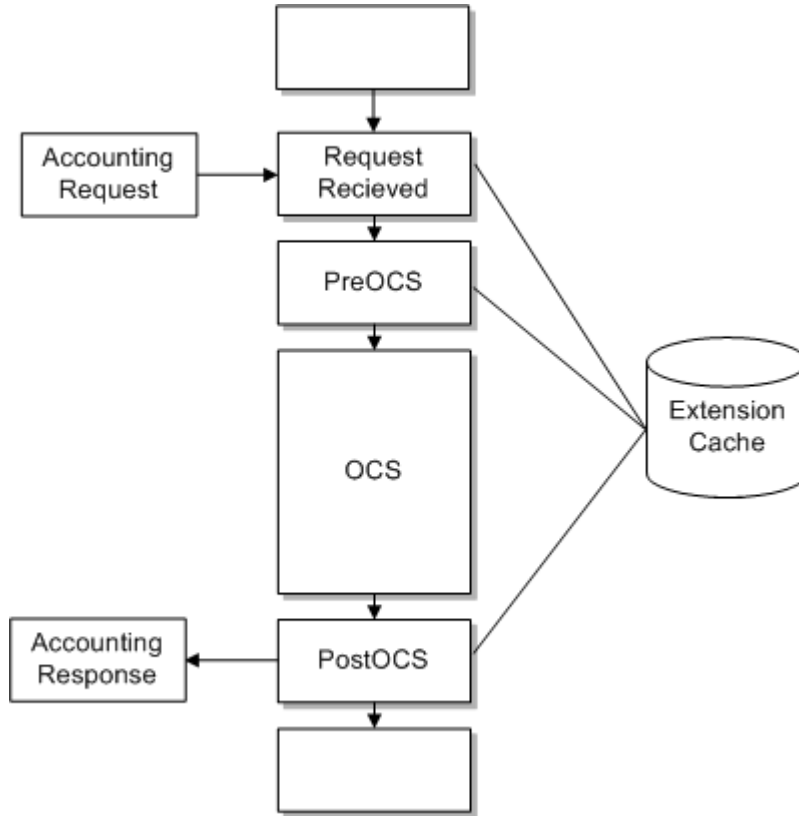 Accounting
Request
Request
Recieved
PreOCS
OCS
Extension
Cache
Accounting
Response
PostOCS